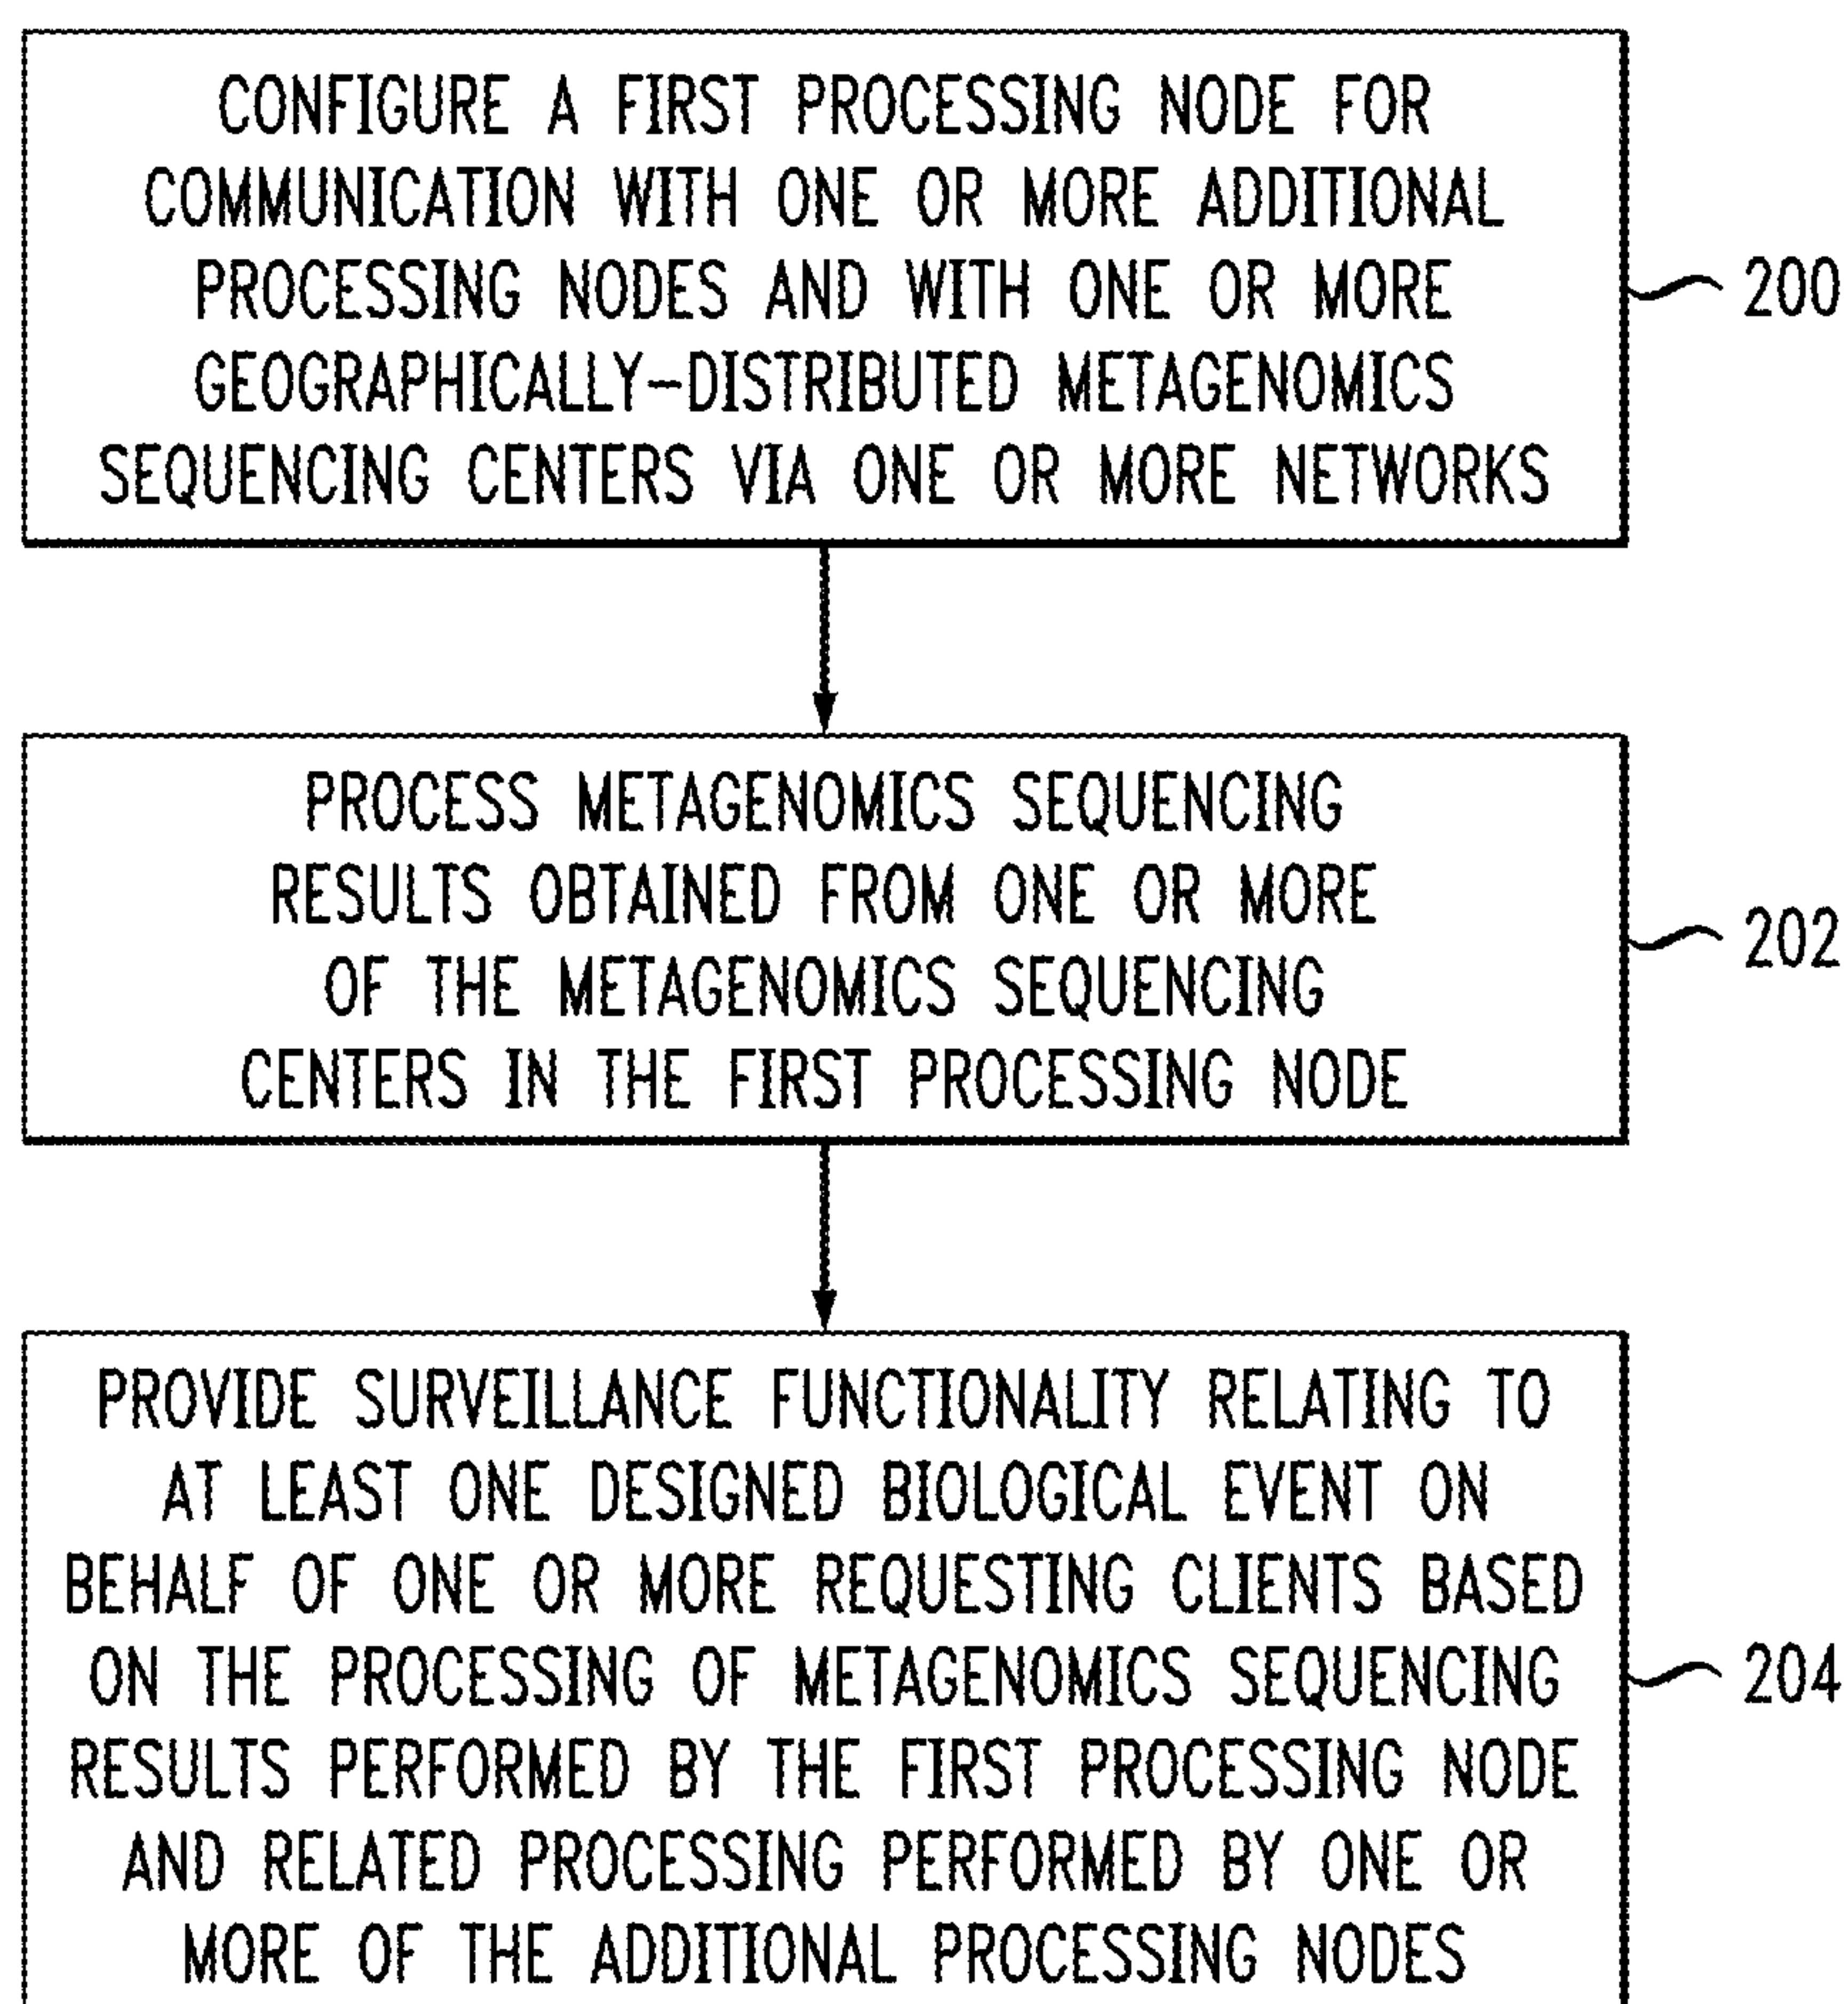 CONFIGURE A FIRST PROCESSING NODE FOR
COMMUNICATION WITH ONE OR MORE ADDITIONAL
PROCESSING NODES AND WITH ONE OR MORE
GEOGRAPHICALLY-DISTRIBUTED METAGENOMICS
SEQUENCING CENTERS VIA ONE OR MORE NETWORKS
200
PROCESS METAGENOMICS SEQUENCING
RESULTS OBTAINED FROM ONE OR MORE
OF THE METAGENOMICS SEQUENCING
CENTERS IN THE FIRST PROCESSING NODE
202
PROVIDE SURVEILLANCE FUNCTIONALITY RELATING TO
AT LEAST ONE DESIGNED BIOLOGICAL EVENT ON
BEHALF OF ONE OR MORE REQUESTING CLIENTS BASED
ON THE PROCESSING OF METAGENOMICS SEQUENCING
RESULTS PERFORMED BY THE FIRST PROCESSING NODE
AND RELATED PROCESSING PERFORMED BY ONE OR
MORE OF THE ADDITIONAL PROCESSING NODES
204